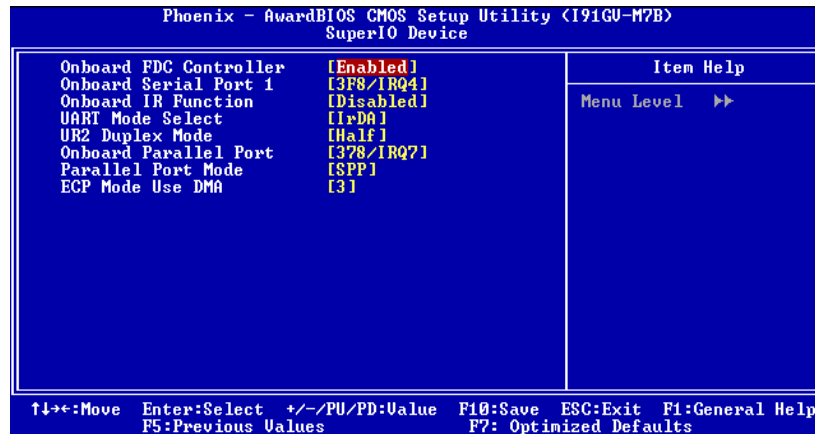 Phoenix - AwardBIOS CMOS Setup Utility (I91GV-M7B)
SuperIO Device
Onboard FDC Controller [Enabled]
Onboard Serial Port 1 [3F8/IRQ4]
Onboard IR Function [Disabled]
UART Mode Select [IrDA]
UR2 Duplex Mode [Half]
Onboard Parallel Port [378/IRQ7]
Parallel Port Mode [SPP]
ECP Mode Use DMA [3]
Item Help
Menu Level ▶▶
↑↓→←:Move Enter:Select +/-/PU/PD:Value F10:Save ESC:Exit F1:General Help
F5:Previous Values F7: Optimized Defaults